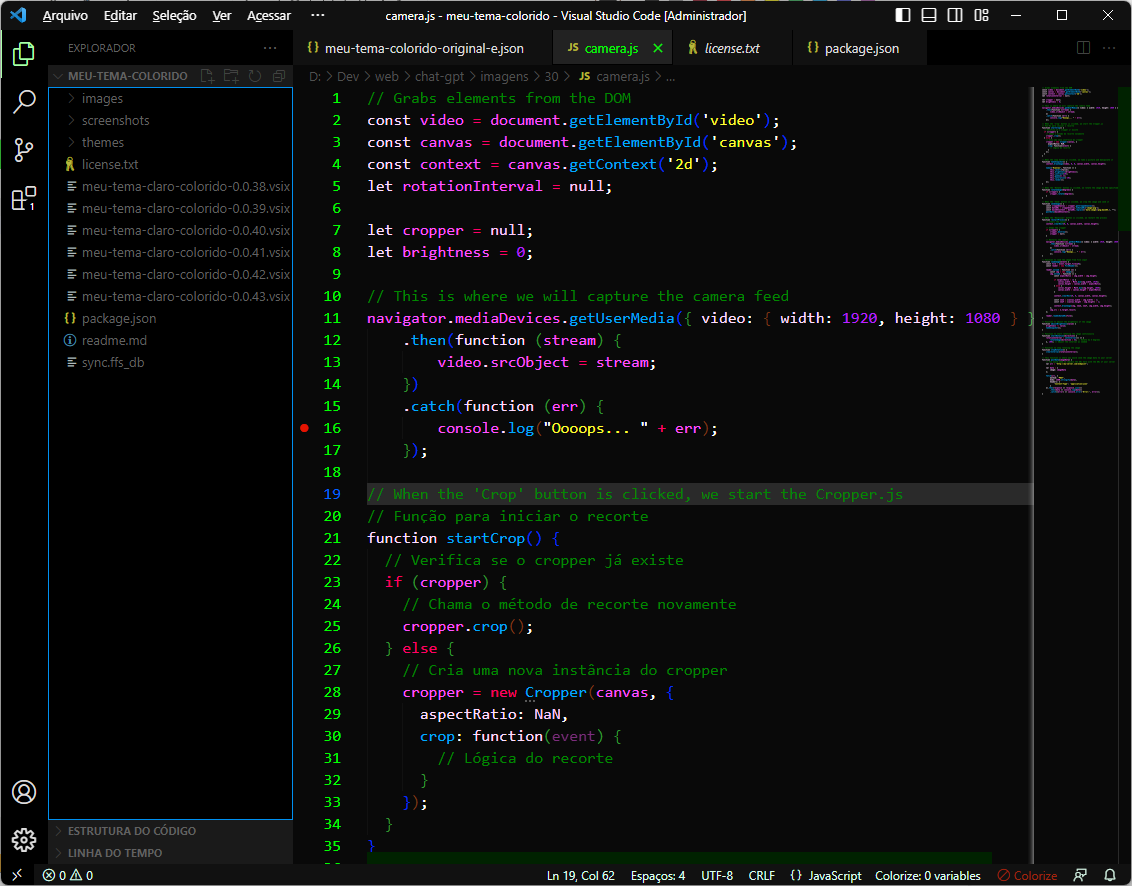 Arquivo Editar Seleção Ver Acessar ··· camera.js - meu-tema-colorido - Visual Studio Code [Administrador]
EXPLORADOR ···
{} meu-tema-colorido-original-e.json JS camera.js × license.txt {} package.json ···
MEU-TEMA-COLORIDO
D: > Dev > web > chat-gpt > imagens > 30 > JS camera.js > ...
images
screenshots
themes
license.txt
meu-tema-claro-colorido-0.0.38.vsix
meu-tema-claro-colorido-0.0.39.vsix
meu-tema-claro-colorido-0.0.40.vsix
meu-tema-claro-colorido-0.0.41.vsix
meu-tema-claro-colorido-0.0.42.vsix
meu-tema-claro-colorido-0.0.43.vsix
{} package.json
readme.md
sync.ffs_db
1
ESTRUTURA DO CÓDIGO
LINHA DO TEMPO
1 // Grabs elements from the DOM
2 const video = document.getElementById('video');
3 const canvas = document.getElementById('canvas');
4 const context = canvas.getContext('2d');
5 let rotationInterval = null;
6
7 let cropper = null;
8 let brightness = 0;
9
10 // This is where we will capture the camera feed
11 navigator.mediaDevices.getUserMedia({ video: { width: 1920, height: 1080 } }
12 .then(function (stream) {
13 video.srcObject = stream;
14 })
15 .catch(function (err) {
16 console.log("Oooops... " + err);
17 });
18
19 // When the 'Crop' button is clicked, we start the Cropper.js
20 // Função para iniciar o recorte
21 function startCrop() {
22 // Verifica se o cropper já existe
23 if (cropper) {
24 // Chama o método de recorte novamente
25 cropper.crop();
26 } else {
27 // Cria uma nova instância do cropper
28 cropper = new Cropper(canvas, {
29 aspectRatio: NaN,
30 crop: function(event) {
31 // Lógica do recorte
32 }
33 });
34 }
35 }
0 0 Ln 19, Col 62 Espaços: 4 UTF-8 CRLF {} JavaScript Colorize: 0 variables Colorize